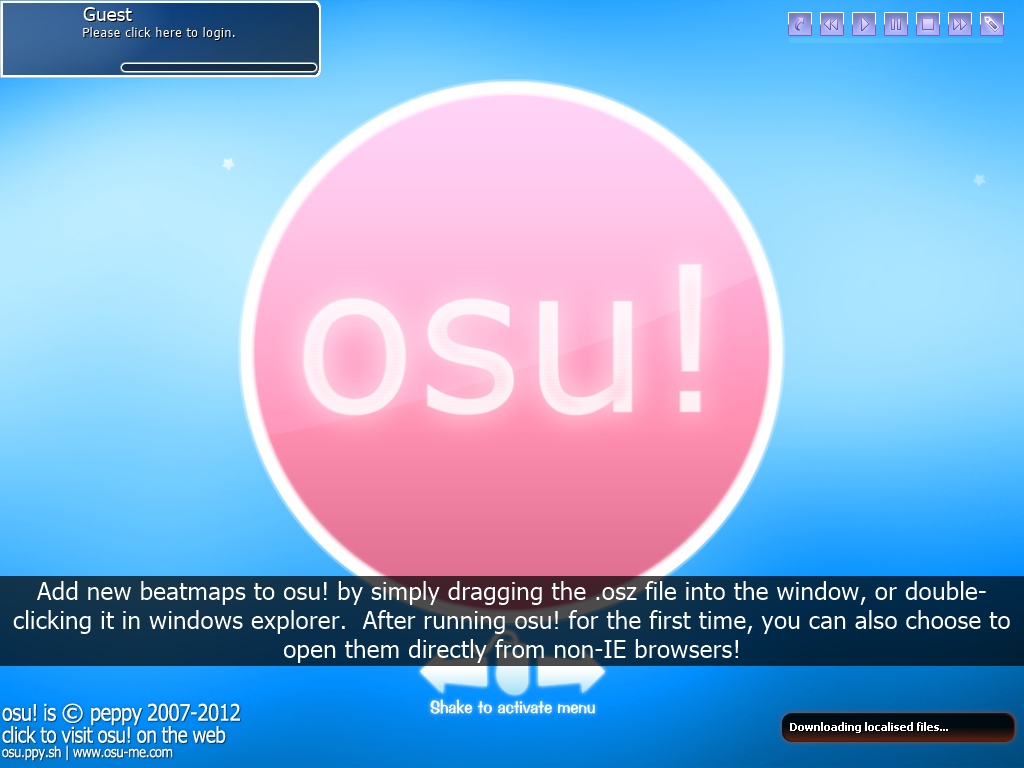 Guest
Please click here to login.
osu!
Add new beatmaps to osu! by simply dragging the .osz file into the window, or double-
clicking it in windows explorer.  After running osu! for the first time, you can also choose to
open them directly from non-IE browsers!
Shake to activate menu
osu! is © peppy 2007-2012
click to visit osu! on the web
osu.ppy.sh | www.osu-me.com
Downloading localised files...